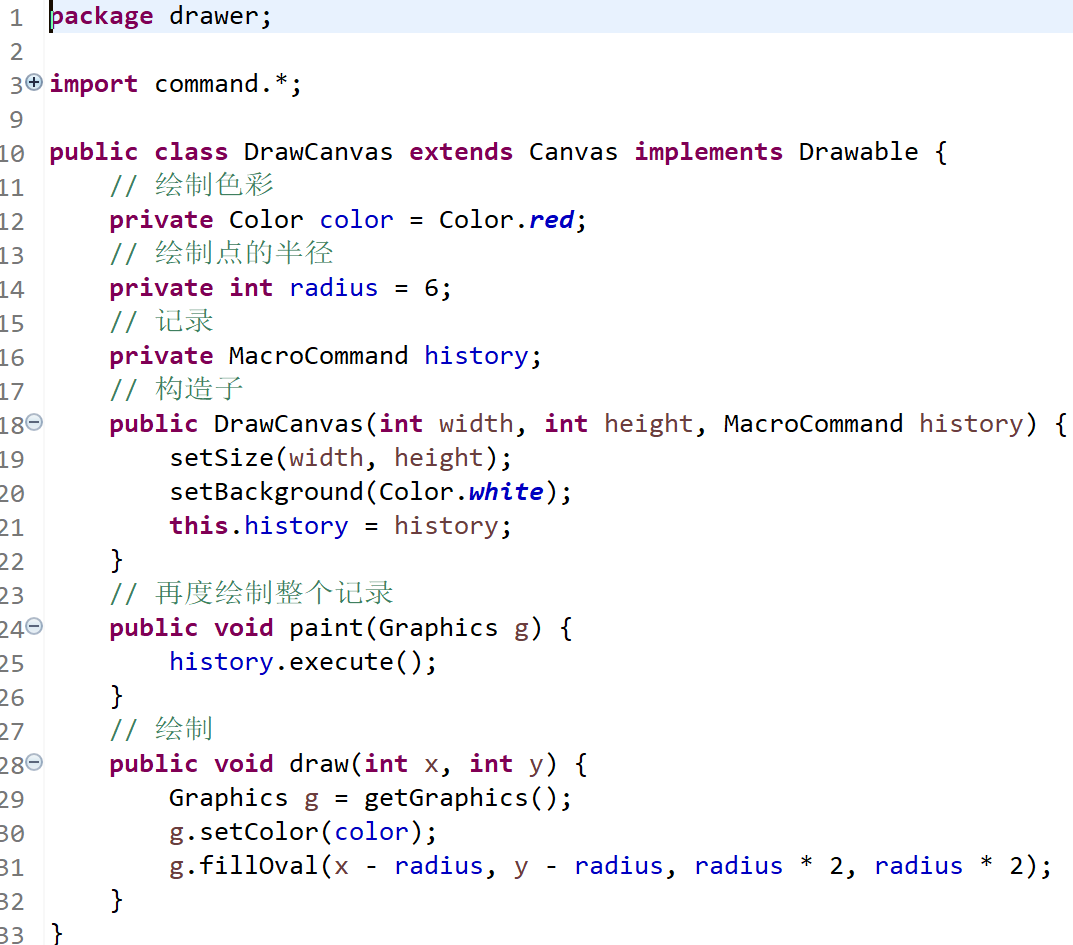 1 package drawer;
2
3 import command.*;
9
10 public class DrawCanvas extends Canvas implements Drawable {
11     // 绘制色彩
12     private Color color = Color.red;
13     // 绘制点的半径
14     private int radius = 6;
15     // 记录
16     private MacroCommand history;
17     // 构造子
18     public DrawCanvas(int width, int height, MacroCommand history) {
19         setSize(width, height);
20         setBackground(Color.white);
21         this.history = history;
22     }
23     // 再度绘制整个记录
24     public void paint(Graphics g) {
25         history.execute();
26     }
27     // 绘制
28     public void draw(int x, int y) {
29         Graphics g = getGraphics();
30         g.setColor(color);
31         g.fillOval(x - radius, y - radius, radius * 2, radius * 2);
32     }
33 }